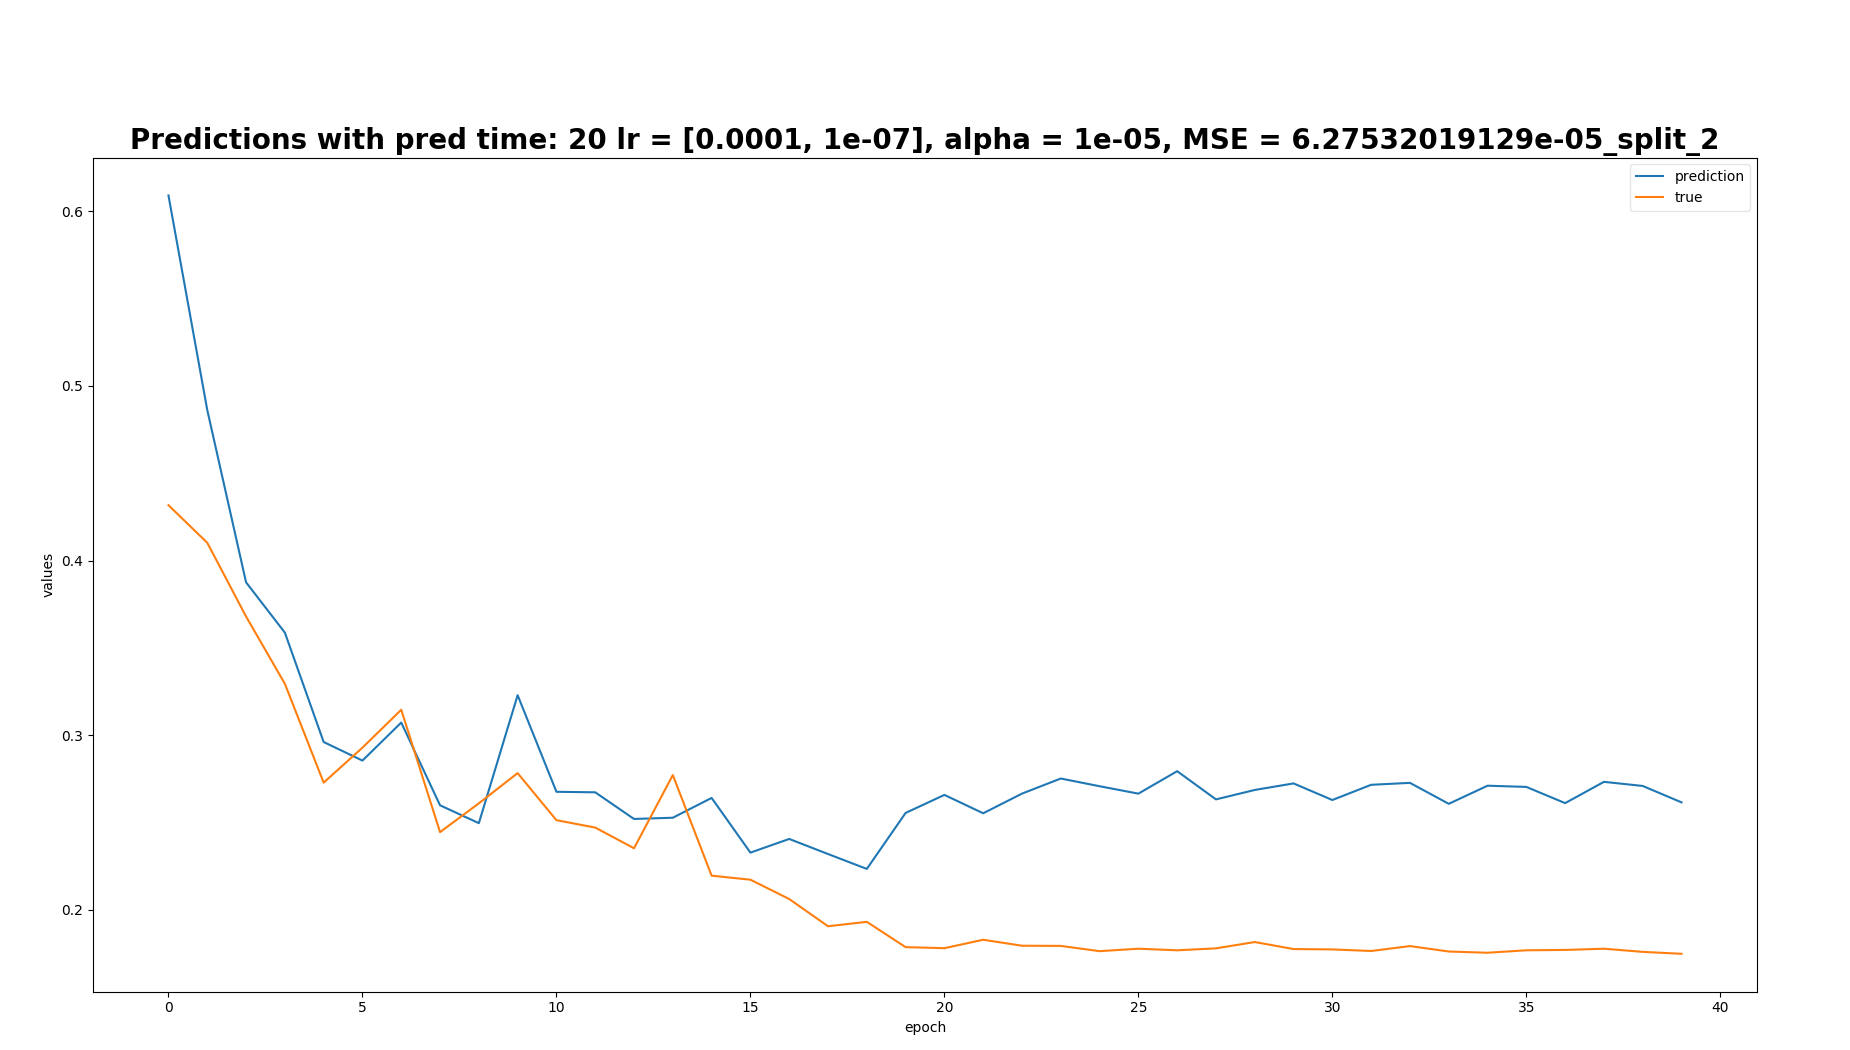 Predictions with pred time: 20 lr = [0.0001, 1e-07], alpha = 1e-05, MSE = 6.27532019129e-05_split_2
prediction
true
0.6
0.5
0.4
0.3
0.2
values
0 5 10 15 20 25 30 35 40
epoch